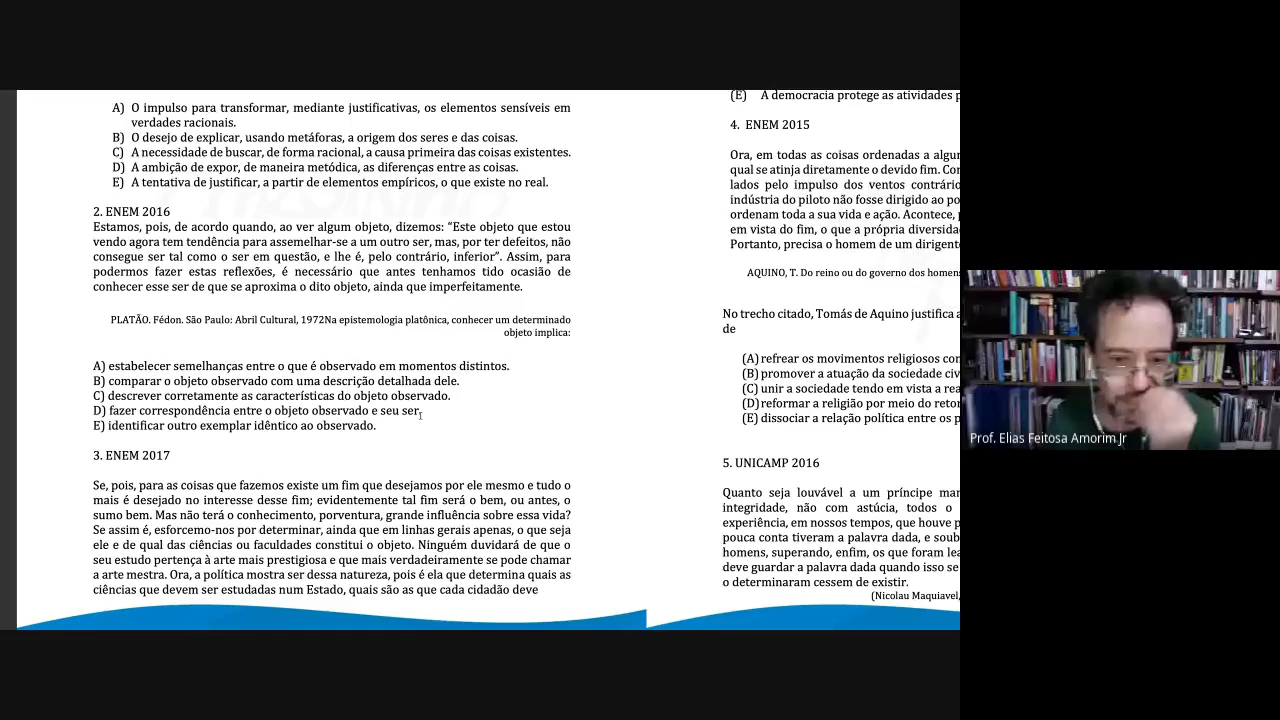 A) O impulso para transformar, mediante justificativas, os elementos sensíveis em
verdades racionais.
B) O desejo de explicar, usando metáforas, a origem dos seres e das coisas.
C) A necessidade de buscar, de forma racional, a causa primeira das coisas existentes.
D) A ambição de expor, de maneira metódica, as diferenças entre as coisas.
E) A tentativa de justificar, a partir de elementos empíricos, o que existe no real.
2. ENEM 2016
Estamos, pois, de acordo quando, ao ver algum objeto, dizemos: “Este objeto que estou
vendo agora tem tendência para assemelhar-se a um outro ser, mas, por ter defeitos, não
consegue ser tal como o ser em questão, e lhe é, pelo contrário, inferior”. Assim, para
podermos fazer estas reflexões, é necessário que antes tenhamos tido ocasião de
conhecer esse ser de que se aproxima o dito objeto, ainda que imperfeitamente.
PLATÃO. Fédon. São Paulo: Abril Cultural, 1972Na epistemologia platônica, conhecer um determinado
objeto implica:
A) estabelecer semelhanças entre o que é observado em momentos distintos.
B) comparar o objeto observado com uma descrição detalhada dele.
C) descrever corretamente as características do objeto observado.
D) fazer correspondência entre o objeto observado e seu ser.
E) identificar outro exemplar idêntico ao observado.
3. ENEM 2017
Se, pois, para as coisas que fazemos existe um fim que desejamos por ele mesmo e tudo o
mais é desejado no interesse desse fim; evidentemente tal fim será o bem, ou antes, o
sumo bem. Mas não terá o conhecimento, porventura, grande influência sobre essa vida?
Se assim é, esforcemo-nos por determinar, ainda que em linhas gerais apenas, o que seja
ele e de qual das ciências ou faculdades constitui o objeto. Ninguém duvidará de que o
seu estudo pertença à arte mais prestigiosa e que mais verdadeiramente se pode chamar
a arte mestra. Ora, a política mostra ser dessa natureza, pois é ela que determina quais as
ciências que devem ser estudadas num Estado, quais são as que cada cidadão deve
(E) A democracia protege as atividades p
4. ENEM 2015
Ora, em todas as coisas ordenadas a algum
qual se atinja diretamente o devido fim. Com
lados pelo impulso dos ventos contrário
indústria do piloto não fosse dirigido ao po
ordenam toda a sua vida e ação. Acontece, p
em vista do fim, o que a própria diversida
Portanto, precisa o homem de um dirigent
AQUINO, T. Do reino ou do governo dos homens
No trecho citado, Tomás de Aquino justifica a
de
(A) refrear os movimentos religiosos con
(B) promover a atuação da sociedade civ
(C) unir a sociedade tendo em vista a rea
(D) reformar a religião por meio do reto
(E) dissociar a relação política entre os p
5. UNICAMP 2016
Quanto seja louvável a um príncipe man
integridade, não com astúcia, todos o
experiência, em nossos tempos, que houve p
pouca conta tiveram a palavra dada, e soub
homens, superando, enfim, os que foram lea
deve guardar a palavra dada quando isso se
o determinaram cessem de existir.
(Nicolau Maquiavel,
Prof. Elias Feitosa Amorim Jr